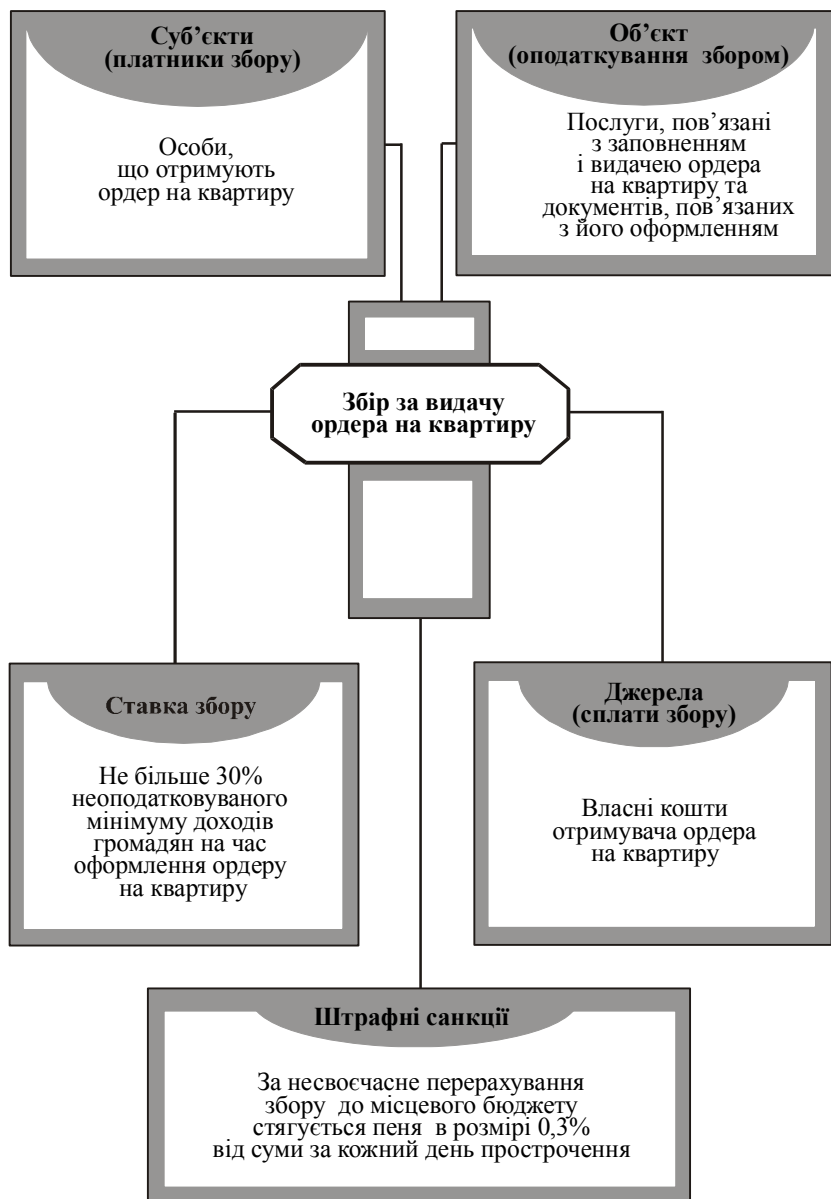 Суб’єкти
(платники збору)
Особи,
що отримують
ордер на квартиру
Об’єкт
(оподаткування збором)
Послуги, пов’язані
з заповненням
і видачею ордера
на квартиру та
документів, пов’язаних
з його оформленням
Збір за видачу
ордера на квартиру
Ставка збору
Не більше 30%
неоподатковуваного
мінімуму доходів
громадян на час
оформлення ордеру
на квартиру
Джерела
(сплати збору)
Власні кошти
отримувача ордера
на квартиру
Штрафні санкції
За несвоєчасне перерахування
збору до місцевого бюджету
стягується пеня в розмірі 0,3%
від суми за кожний день прострочення